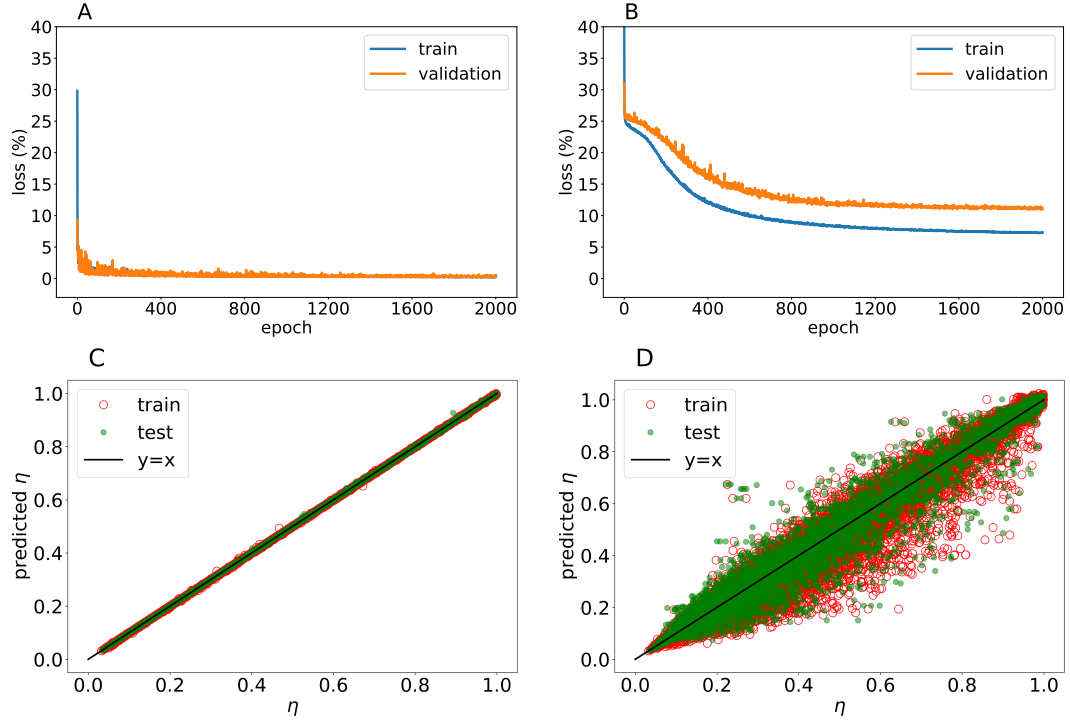 A
40
35
30
25
20
15
10
5
0
loss (%)
train
validation
0 400 800 1200 1600 2000
epoch
B
40
35
30
25
20
15
10
5
0
loss (%)
train
validation
0 400 800 1200 1600 2000
epoch
C
1.0
0.8
0.6
0.4
0.2
0.0
predicted η
train
test
y=x
0.0 0.2 0.4 0.6 0.8 1.0
η
D
1.0
0.8
0.6
0.4
0.2
0.0
predicted η
train
test
y=x
0.0 0.2 0.4 0.6 0.8 1.0
η